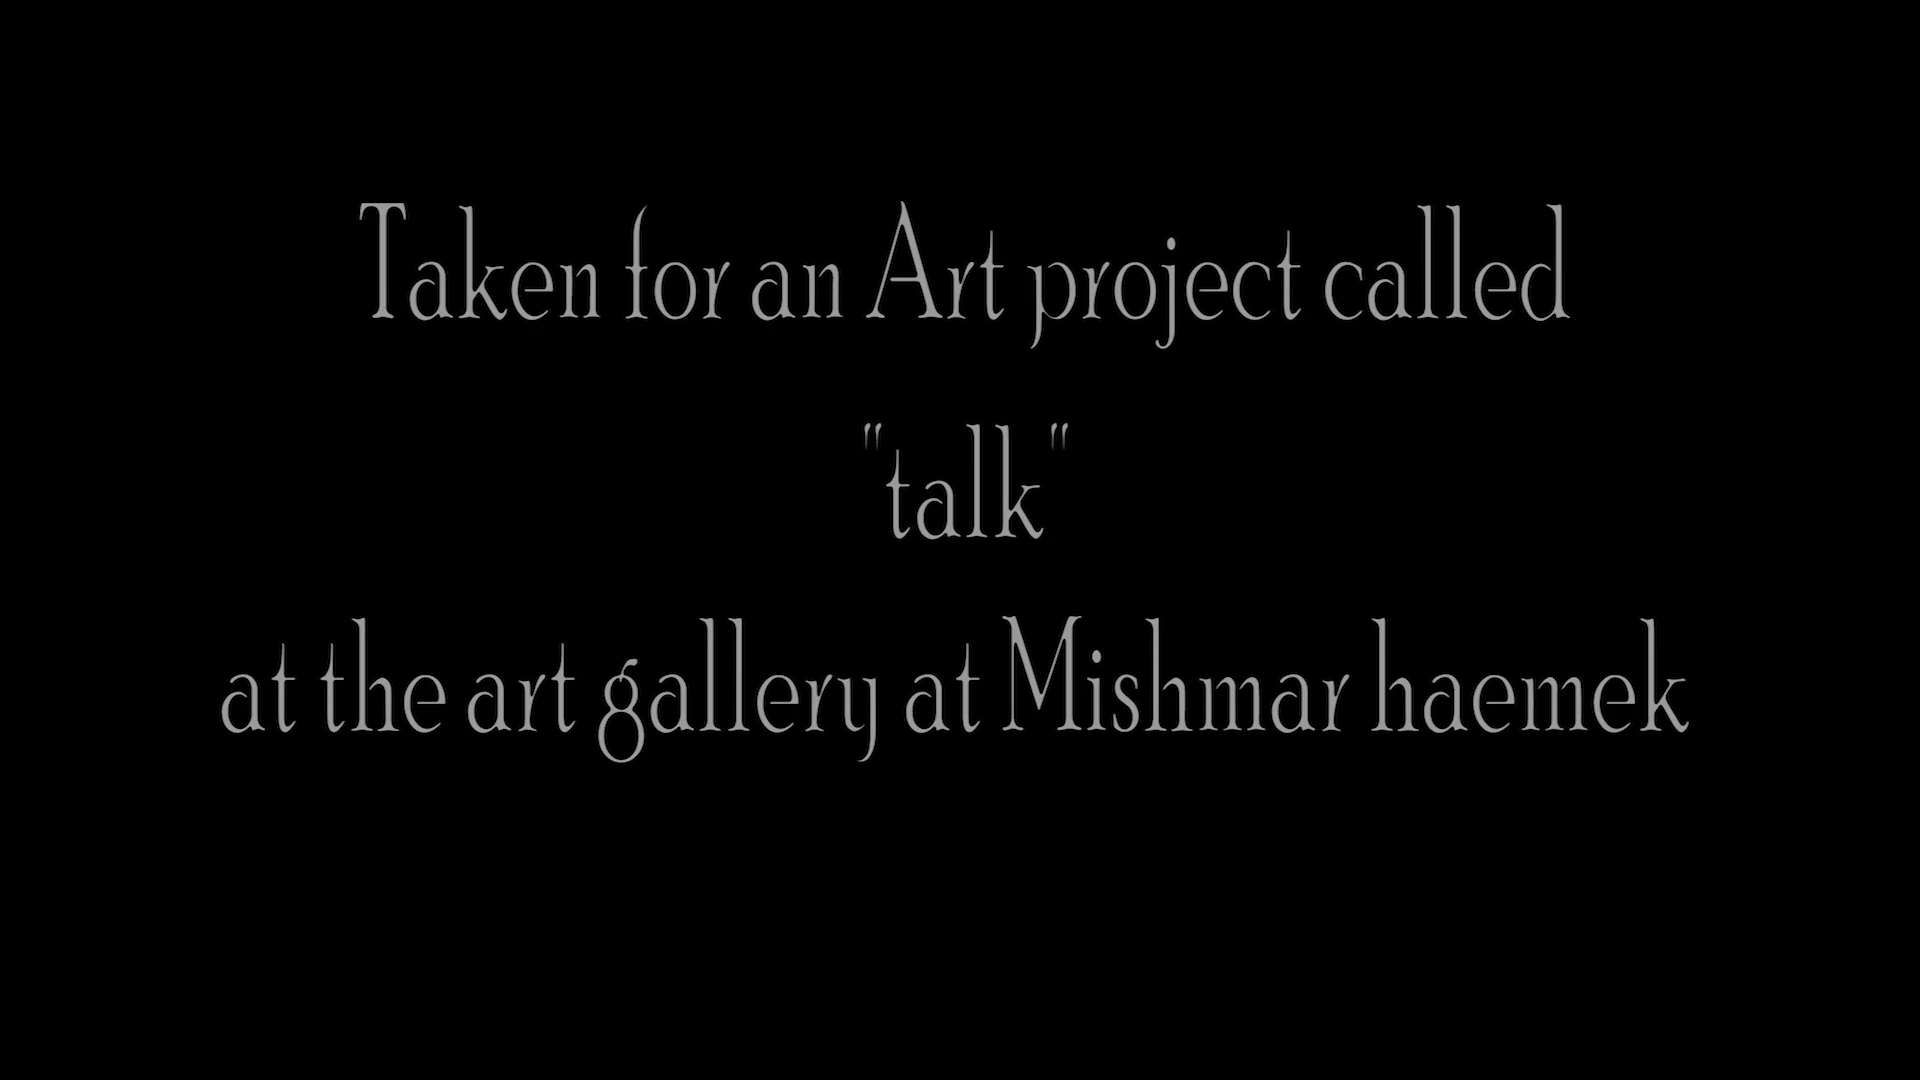 Taken for an Art project called
"talk"
at the art gallery at Mishmar haemek